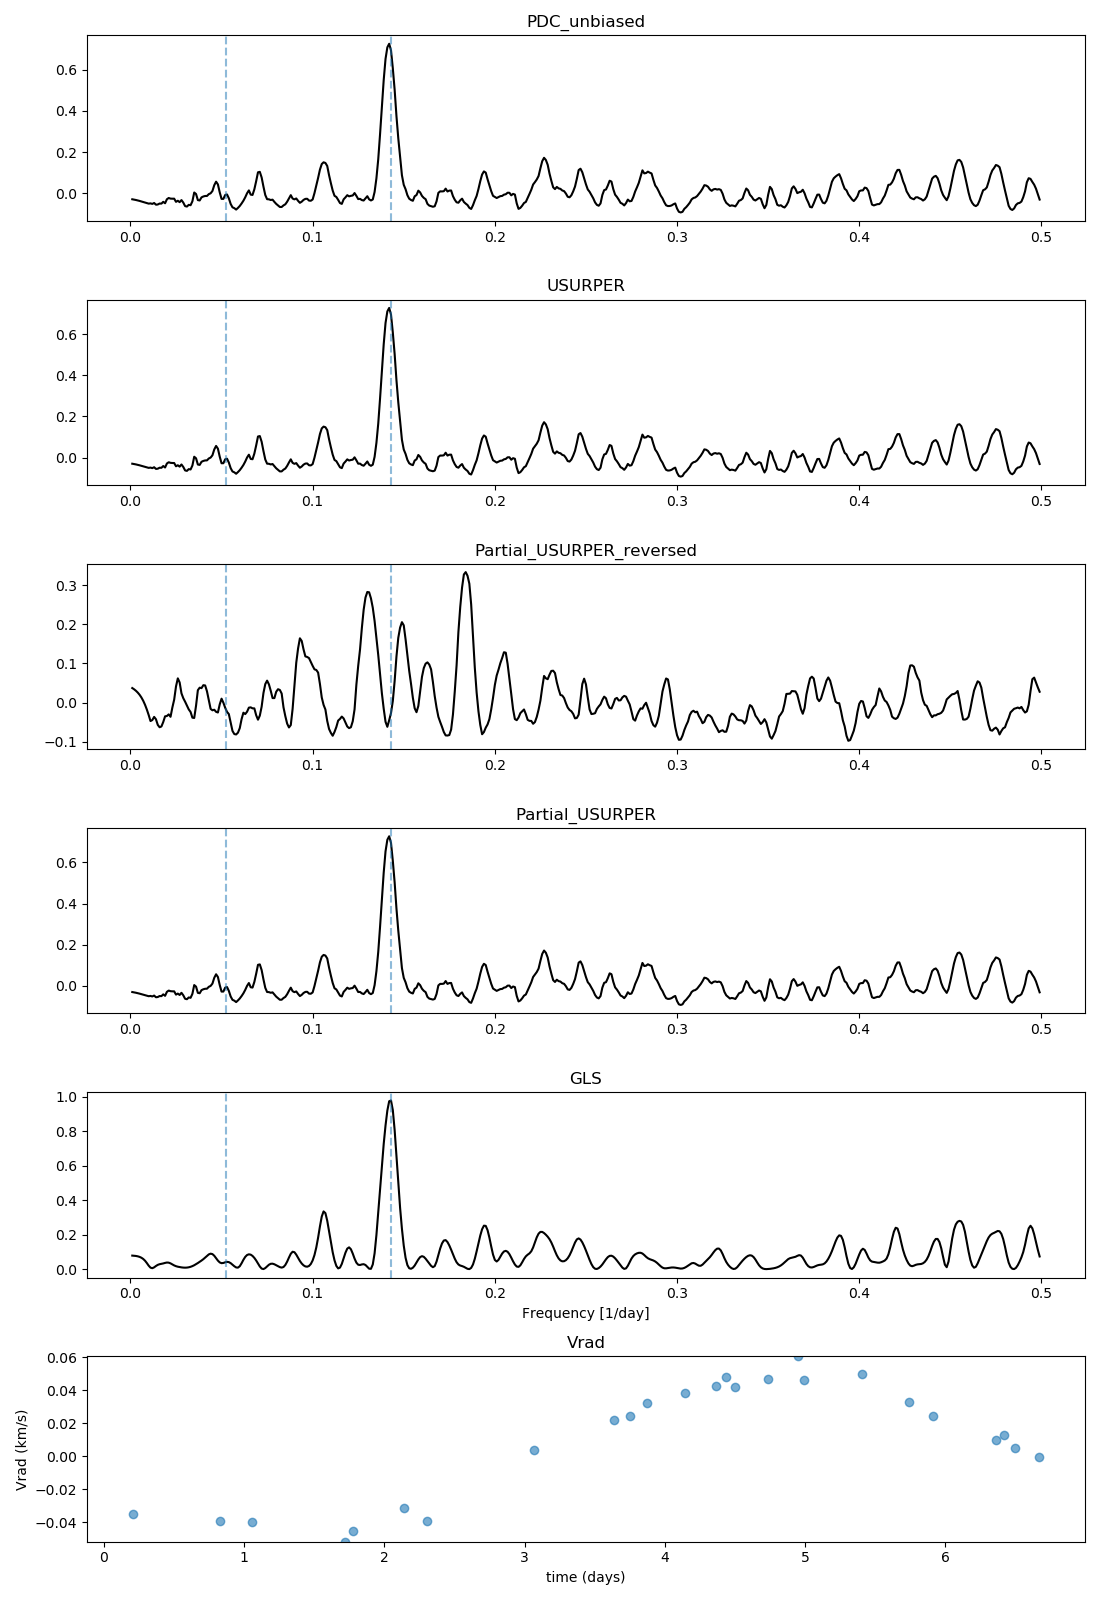 PDC_unbiased
0.6
0.4
0.2
0.0
0.0 0.1 0.2 0.3 0.4 0.5
USURPER
0.6
0.4
0.2
0.0
0.0 0.1 0.2 0.3 0.4 0.5
Partial_USURPER_reversed
0.3
0.2
0.1
0.0
−0.1
0.0 0.1 0.2 0.3 0.4 0.5
Partial_USURPER
0.6
0.4
0.2
0.0
0.0 0.1 0.2 0.3 0.4 0.5
GLS
1.0
0.8
0.6
0.4
0.2
0.0
0.0 0.1 0.2 0.3 0.4 0.5
Frequency [1/day]
Vrad
Vrad (km/s)
0.06
0.04
0.02
0.00
−0.02
−0.04
0 1 2 3 4 5 6
time (days)